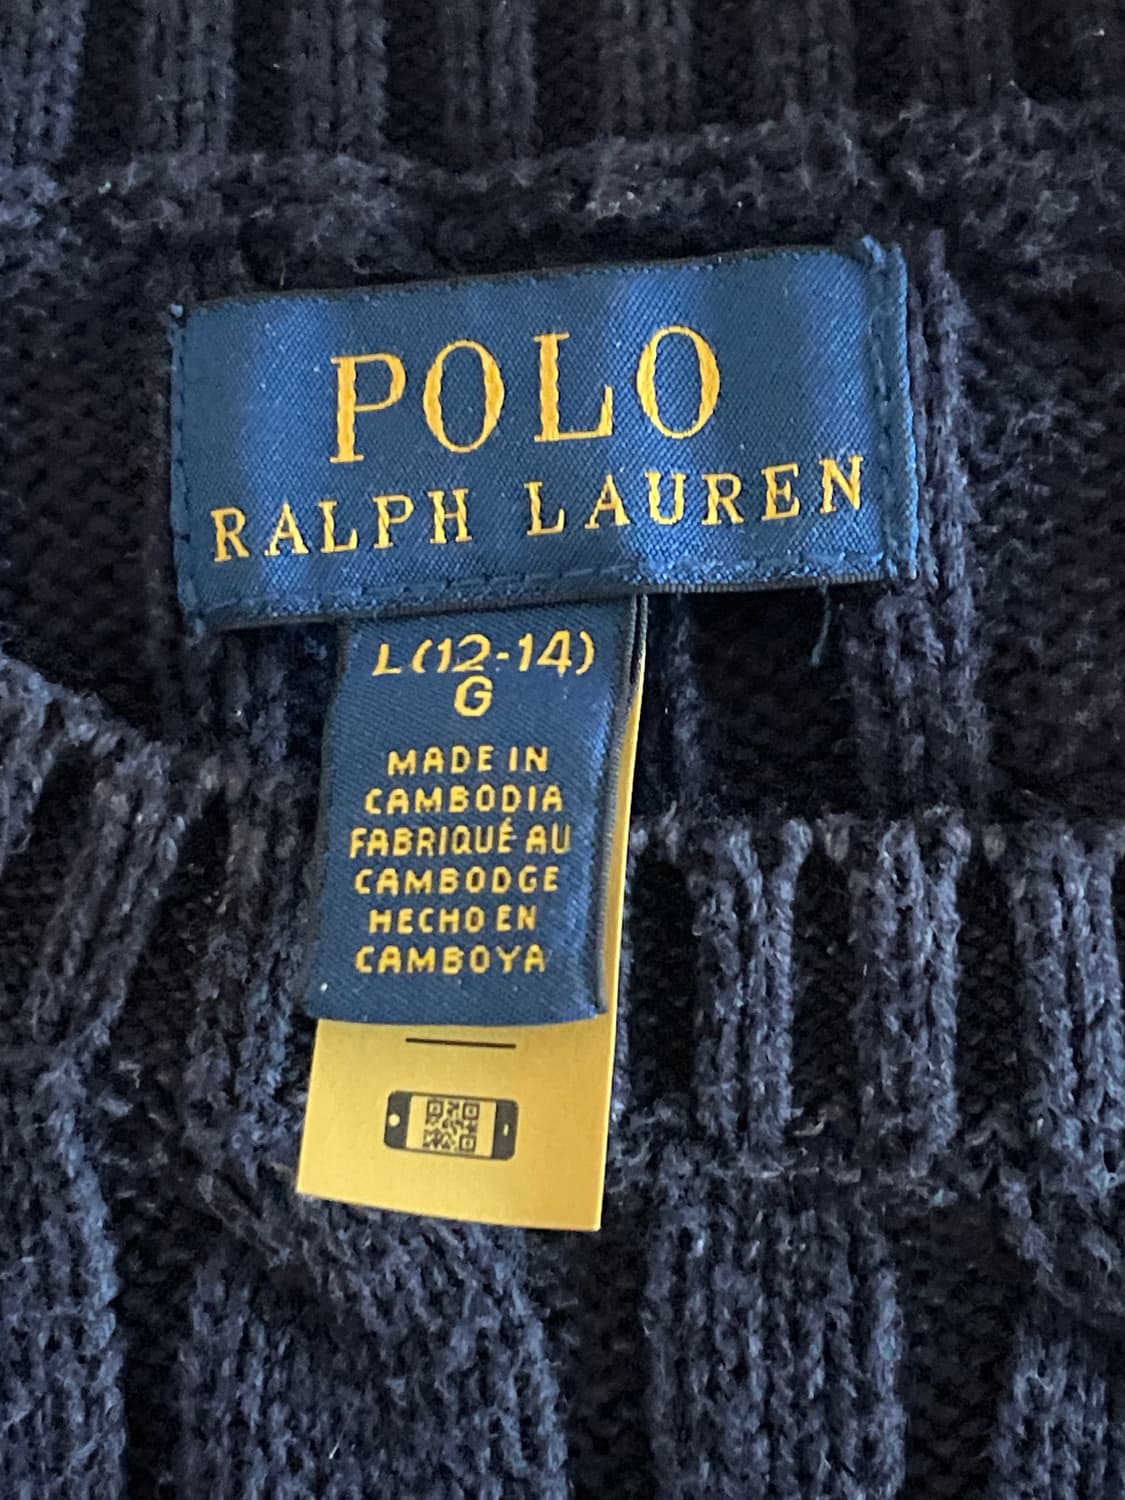 POLO
RALPH LAUREN
L(12-14)
G
MADE IN
CAMBODIA
FABRIQUÉ AU
CAMBODGE
HECHO EN
CAMBOYA